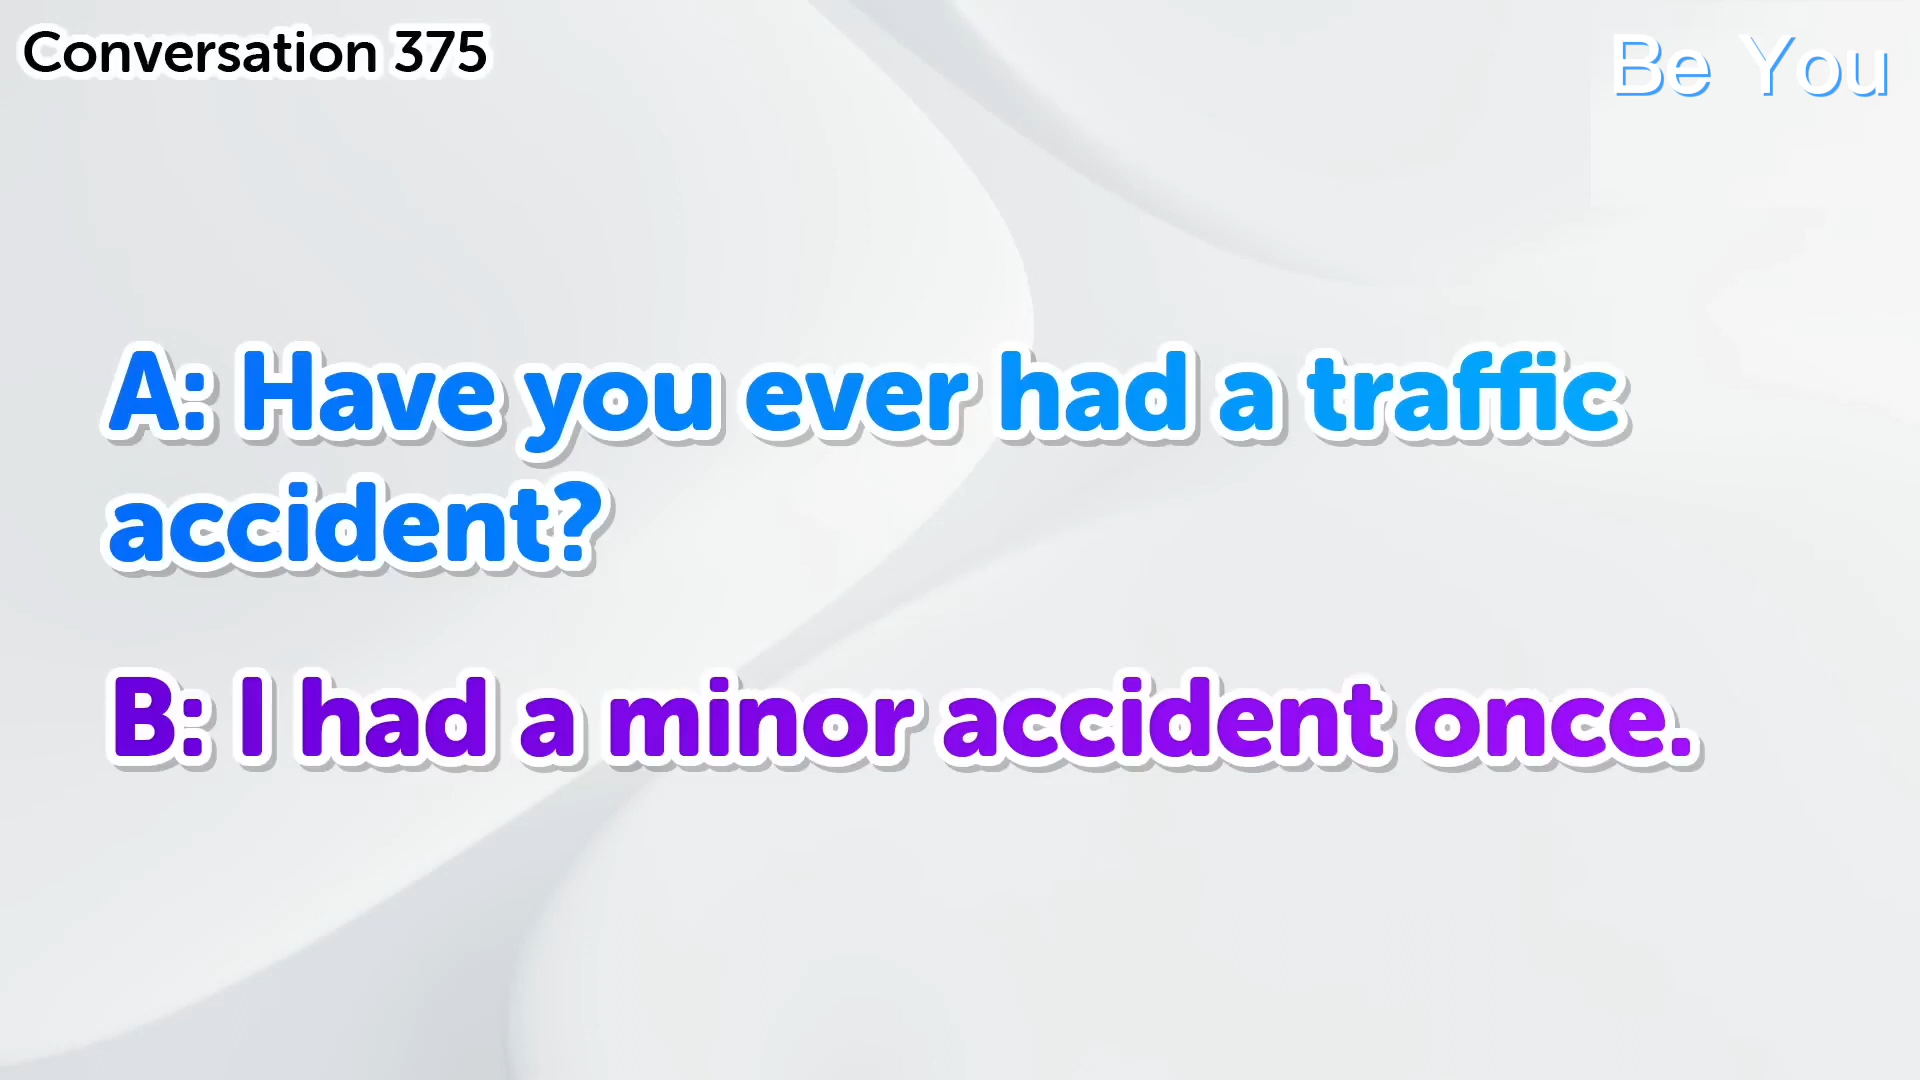 Conversation 375
Be You
A: Have you ever had a traffic
accident?
B: I had a minor accident once.